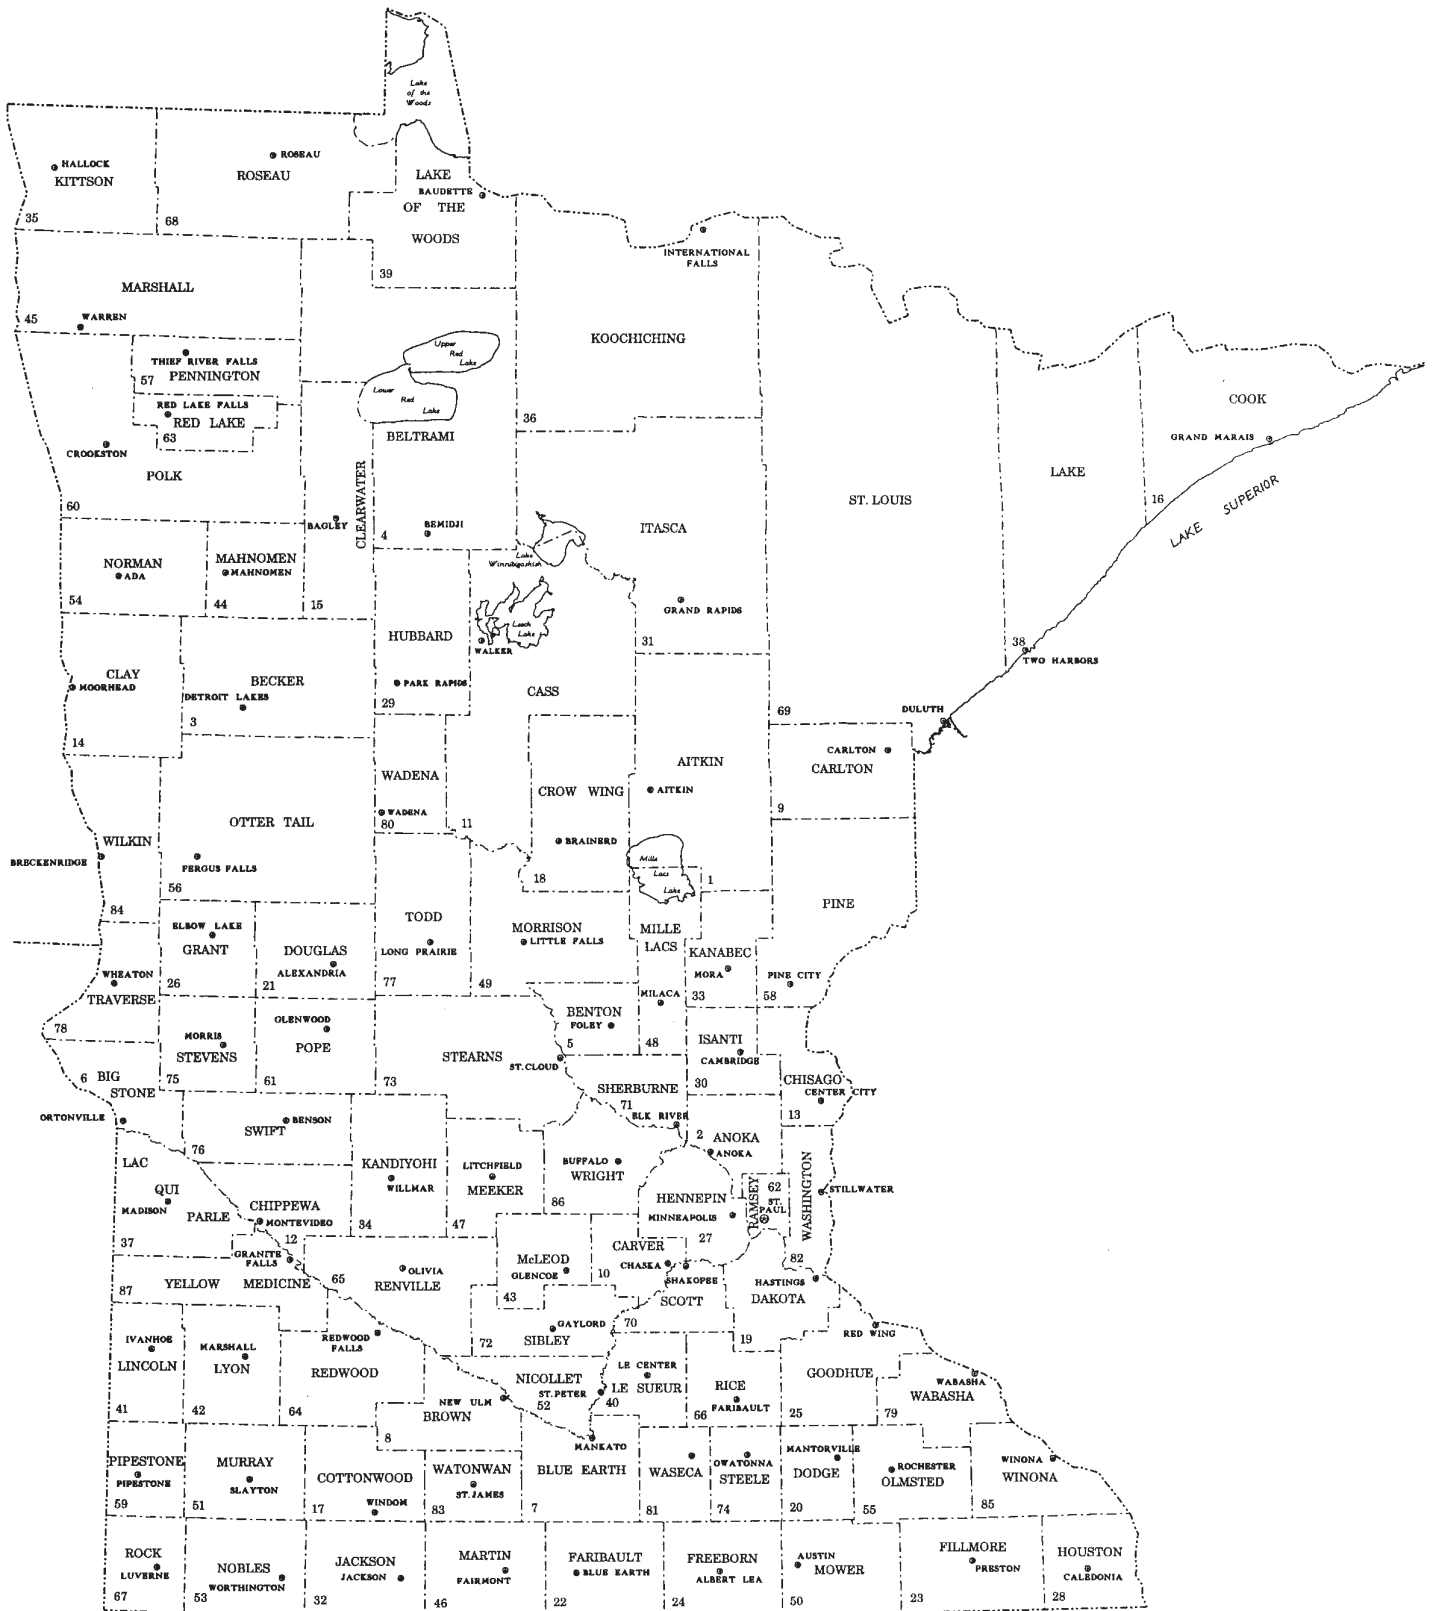 Lake
of the
Woods
HALLOCK
KITTSON
35
ROSEAU
ROSEAU
68
LAKE
BAUDETTE
OF THE
WOODS
39
INTERNATIONAL
FALLS
KOOCHICHING
36
MARSHALL
WARREN
45
THIEF RIVER FALLS
PENNINGTON
57
RED LAKE FALLS
RED LAKE
63
CROOKSTON
POLK
60
Upper
Red
Lake
Lower
Red
Lake
BELTRAMI
BEMIDJI
4
CLEARWATER
BAGLEY
15
COOK
GRAND MARAIS
16
LAKE
38
TWO HARBORS
LAKE SUPERIOR
ST. LOUIS
69
DULUTH
ITASCA
GRAND RAPIDS
31
Lake
Winnibigoshish
Leech
Lake
NORMAN
ADA
54
MAHNOMEN
MAHNOMEN
44
HUBBARD
PARK RAPIDS
29
WALKER
CASS
11
CLAY
MOORHEAD
14
BECKER
DETROIT LAKES
3
WADENA
WADENA
80
CROW WING
BRAINERD
18
AITKIN
AITKIN
1
CARLTON
CARLTON
9
WILKIN
BRECKENRIDGE
84
OTTER TAIL
FERGUS FALLS
56
Mille
Lacs
Lake
PINE
PINE CITY
58
ELBOW LAKE
GRANT
26
DOUGLAS
ALEXANDRIA
21
TODD
LONG PRAIRIE
77
MORRISON
LITTLE FALLS
49
MILLE
LACS
MILACA
48
KANABEC
MORA
33
WHEATON
TRAVERSE
78
MORRIS
STEVENS
75
GLENWOOD
POPE
61
STEARNS
ST. CLOUD
73
BENTON
FOLEY
5
ISANTI
CAMBRIDGE
30
CHISAGO
CENTER CITY
13
6 BIG
STONE
ORTONVILLE
SWIFT
BENSON
76
SHERBURNE
71
ELK RIVER
2 ANOKA
ANOKA
LAC
QUI
MADISON
PARLE
37
CHIPPEWA
MONTEVIDEO
12
KANDIYOHI
WILLMAR
34
LITCHFIELD
MEEKER
47
BUFFALO
WRIGHT
86
HENNEPIN
MINNEAPOLIS
27
RAMSEY
62
ST.
PAUL
WASHINGTON
STILLWATER
82
GRANITE
FALLS
YELLOW MEDICINE
87
65
OLIVIA
RENVILLE
McLEOD
GLENCOE
43
CARVER
CHASKA
10
SHAKOPEE
SCOTT
70
HASTINGS
DAKOTA
19
IVANHOE
LINCOLN
41
MARSHALL
LYON
42
REDWOOD
FALLS
REDWOOD
64
GAYLORD
SIBLEY
72
NICOLLET
ST. PETER
52
LE CENTER
LE SUEUR
40
RICE
FARIBAULT
66
RED WING
GOODHUE
25
WABASHA
WABASHA
79
NEW ULM
BROWN
8
MANKATO
BLUE EARTH
7
PIPESTONE
PIPESTONE
59
MURRAY
SLAYTON
51
COTTONWOOD
WINDOM
17
WATONWAN
ST. JAMES
83
WASECA
81
OWATONNA
STEELE
74
MANTORVILLE
DODGE
20
ROCHESTER
OLMSTED
55
WINONA
WINONA
85
ROCK
LUVERNE
67
NOBLES
WORTHINGTON
53
JACKSON
JACKSON
32
MARTIN
FAIRMONT
46
FARIBAULT
BLUE EARTH
22
FREEBORN
ALBERT LEA
24
AUSTIN
MOWER
50
FILLMORE
PRESTON
23
HOUSTON
CALEDONIA
28